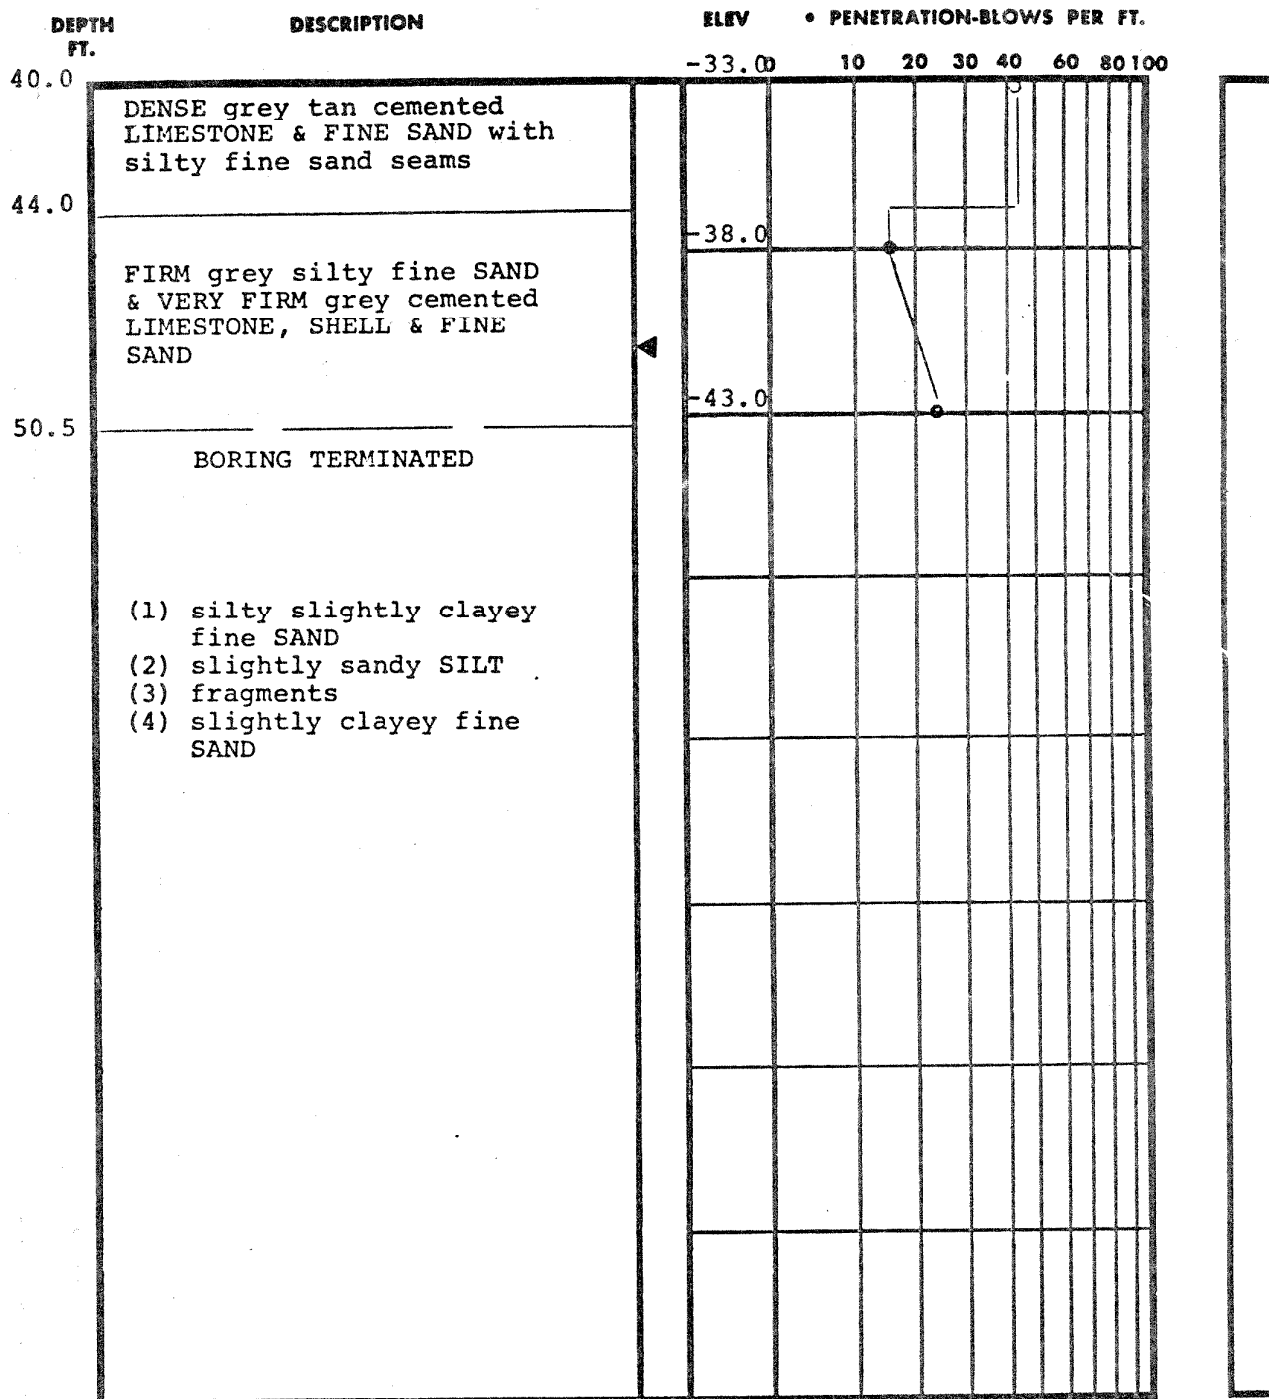 DEPTH FT.
DESCRIPTION
ELEV
• PENETRATION-BLOWS PER FT.
-33.0 0 10 20 30 40 60 80 100
40.0
DENSE grey tan cemented
LIMESTONE & FINE SAND with
silty fine sand seams
44.0
-38.0
FIRM grey silty fine SAND
& VERY FIRM grey cemented
LIMESTONE, SHELL & FINE
SAND
-43.0
50.5
BORING TERMINATED
(1) silty slightly clayey
fine SAND
(2) slightly sandy SILT
(3) fragments
(4) slightly clayey fine
SAND